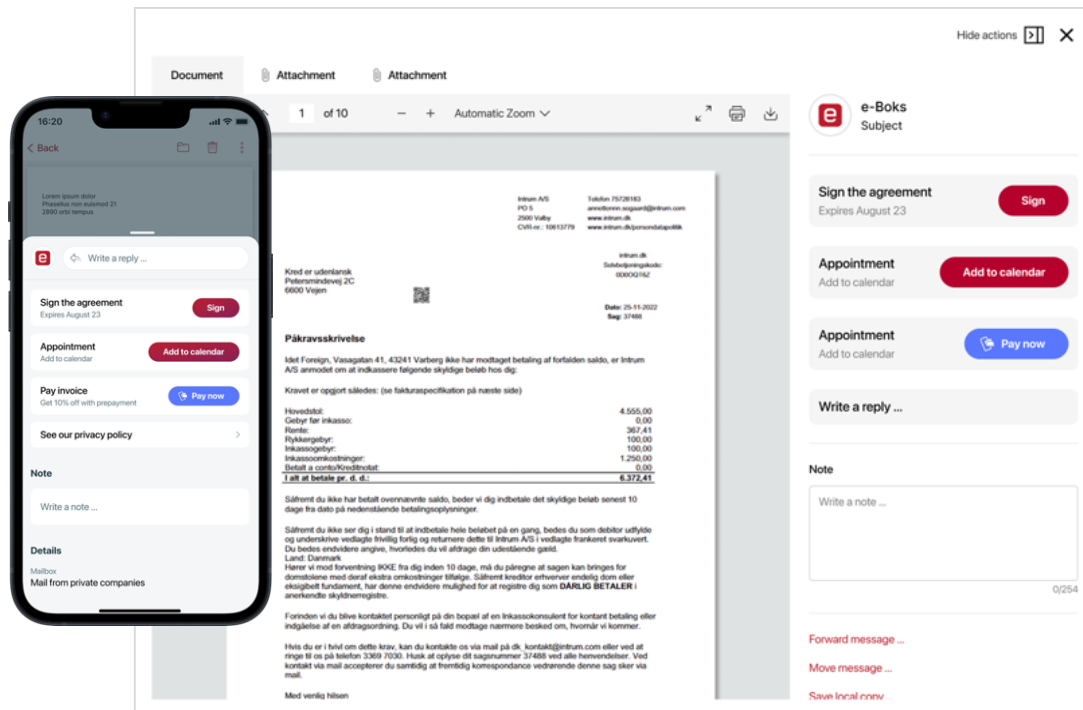 Hide actions
Document
Attachment
Attachment
1 of 10
Automatic Zoom
e-Boks
Subject
Sign the agreement
Expires August 23
Sign
Appointment
Add to calendar
Add to calendar
Appointment
Add to calendar
Pay now
Write a reply ...
Note
Write a note ...
0/254
Forward message ...
Move message ...
Save local copy...
16:20
Back
Lorem ipsum dolor
Phasellus non euismod 21
2890 orbi tempus
Write a reply ...
Sign the agreement
Expires August 23
Sign
Appointment
Add to calendar
Add to calendar
Pay invoice
Get 10% off with prepayment
Pay now
See our privacy policy
Note
Write a note ...
Details
Mailbox
Mail from private companies
Intrum A/S
PO 5
2500 Valby
CVR-nr.: 10613779
Telefon 75728183
www.intrum.dk
www.intrum.dk/persondatapolitik
intrum.dk
Kred er udenlansk
Petersmindevej 2C
6600 Vejen
Dato: 25-11-2022
Sag: 37488
Påkravsskrivelse
Idet Foreign, Vasagatan 41, 43241 Varberg ikke har modtaget betaling af forfalden saldo, er Intrum
A/S anmodet om at indkassere følgende skyldige beløb hos dig:
Kravet er opgjort således: (se fakturaspecifikation på næste side)
Hovedstol: 4.555,00
Gebyr før inkasso: 0,00
Rente: 367,41
Rykkergebyr: 100,00
Inkassogebyr: 100,00
Inkassoomkostninger: 1.250,00
Betalt a conto/Kreditnotat: 0,00
I alt at betale pr. d. d.: 6.372,41
Såfremt du ikke har betalt ovennævnte saldo, beder vi dig indbetale det skyldige beløb senest 10
dage fra dato på nedenstående betalingsoplysninger.
Såfremt du ikke ser dig i stand til at indbetale hele beløbet på en gang, bedes du som debitor udfylde
og underskrive vedlagte frivillig forlig og returnere dette til Intrum A/S i vedlagte frankeret svarkuvert.
Du bedes endvidere angive, hvorledes du vil afdrage din udestående gæld.
Land: Danmark
Hører vi mod forventning IKKE fra dig inden 10 dage, må du påregne at sagen kan bringes for
domstolene med deraf ekstra omkostninger tilfølge. Såfremt kreditor erhverver endelig dom eller
eksigibelt fundament, har denne endvidere mulighed for at registre dig som DÅRLIG BETALER i
anerkendte skyldnerregistre.
Forinden vi du blive kontaktet personligt på din bopæl af en Inkassokonsulent for kontant betaling eller
indgåelse af en afdragsordning. Du vil i så fald modtage nærmere besked om, hvornår vi kommer.
Hvis du er i tvivl om dette krav, kan du kontakte os via mail på dk_kontakt@intrum.com eller ved at
ringe til os på telefon 3369 7030. Husk at oplyse dit sagsnummer 37488 ved alle henvendelser. Ved
kontakt via mail accepterer du samtidig at fremtidig korrespondance vedrørende denne sag sker via
mail.
Med venlig hilsen